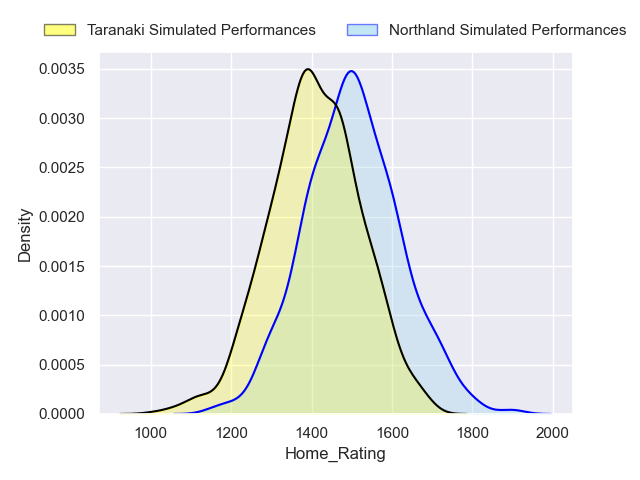 Taranaki Simulated Performances Northland Simulated Performances
0.0035
0.0030
0.0025
0.0020
0.0015
0.0010
0.0005
0.0000
Density
1000 1200 1400 1600 1800 2000
Home_Rating